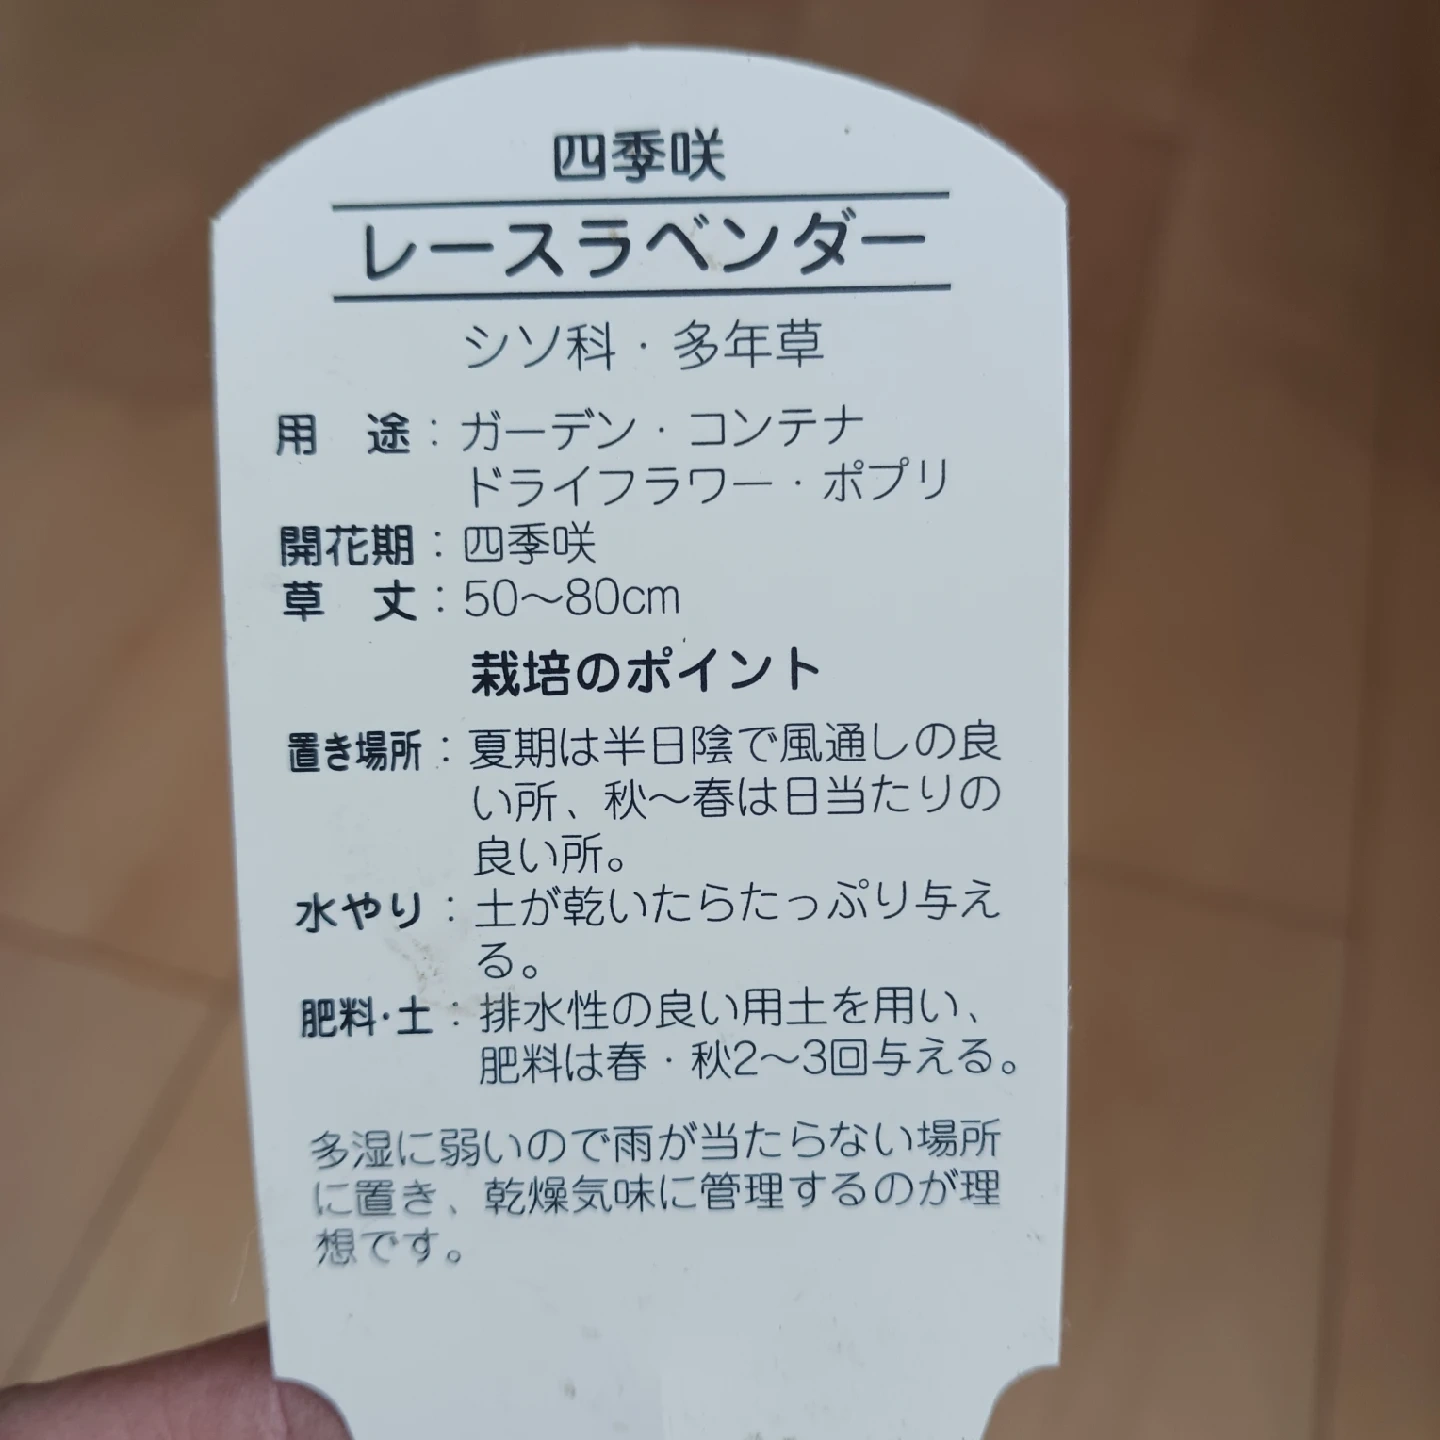 四季咲
レースラベンダー
シソ科・多年草
用　途：ガーデン・コンテナ
ドライフラワー・ポプリ
開花期：四季咲
草　丈：50〜80cm
栽培のポイント
置き場所：夏期は半日陰で風通しの良
い所、秋〜春は日当たりの
良い所。
水やり：土が乾いたらたっぷり与え
る。
肥料・土：排水性の良い用土を用い、
肥料は春・秋2〜3回与える。
多湿に弱いので雨が当たらない場所
に置き、乾燥気味に管理するのが理
想です。